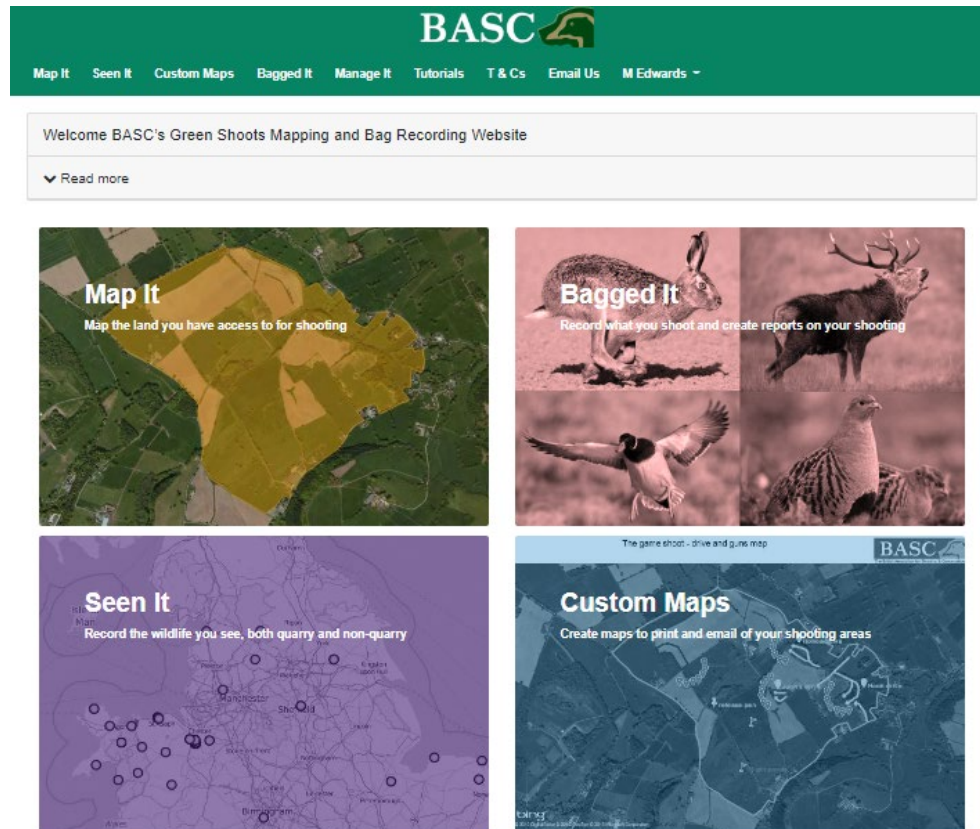 BASC
Map It Seen It Custom Maps Bagged It Manage It Tutorials T & Cs Email Us M Edwards
Welcome BASC's Green Shoots Mapping and Bag Recording Website
Read more
Map It
Map the land you have access to for shooting
Bagged It
Record what you shoot and create reports on your shooting
Seen It
Record the wildlife you see, both quarry and non-quarry
Durham
Man
Manchester
Sheffield
Birmingham
The game shoot - drive and guns map
BASC
Custom Maps
Create maps to print and email of your shooting areas
bing